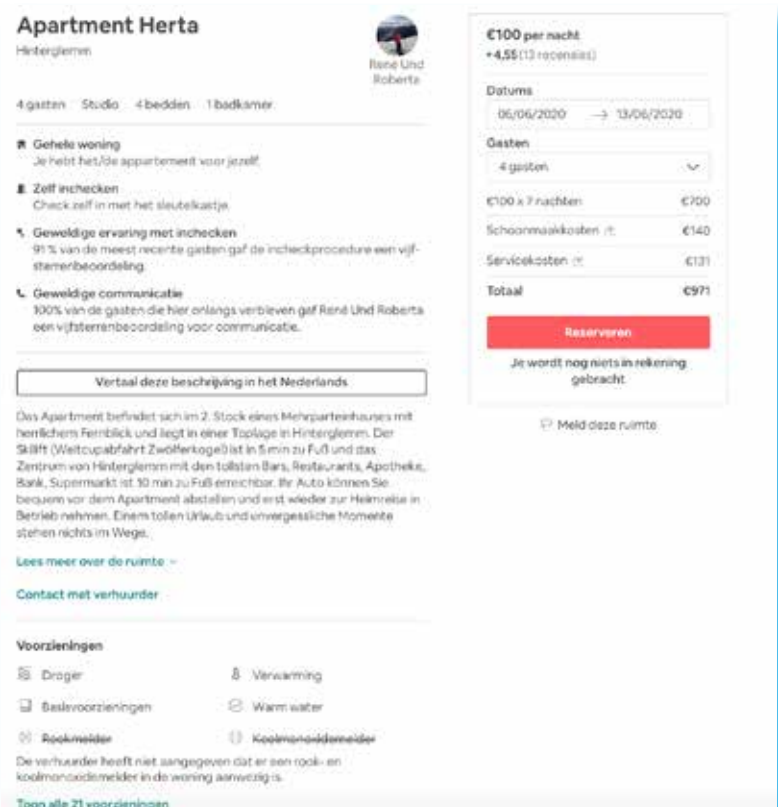 Apartment Herta
Hinterglemm
René Und
Roberta
4 gasten Studio 4 bedden 1 badkamer
Gehele woning
Je hebt het/de appartement voor jezelf.
Zelf inchecken
Check zelf in met het sleutelkastje.
Geweldige ervaring met inchecken
91 % van de meest recente gasten gaf de incheckprocedure een vijf-
sterrenbeoordeling.
Geweldige communicatie
100% van de gasten die hier onlangs verbleven gaf René Und Roberta
een vijfsterrenbeoordeling voor communicatie.
Vertaal deze beschrijving in het Nederlands
Das Apartment befindet sich im 2. Stock eines Mehrparteinhauses mit
herrlichem Fernblick und liegt in einer Toplage in Hinterglemm. Der
Skilift (Weltcupabfahrt Zwölferkogel) ist in 5 min zu Fuß und das
Zentrum von Hinterglemm mit den tollsten Bars, Restaurants, Apotheke,
Bank, Supermarkt ist 10 min zu Fuß erreichbar. Ihr Auto können Sie
bequem vor dem Apartment abstellen und erst wieder zur Heimreise in
Betrieb nehmen. Einem tollen Urlaub und unvergessliche Momente
stehen nichts im Wege.
Lees meer over de ruimte
Contact met verhuurder
Voorzieningen
Droger Verwarming
Basisvoorzieningen Warm water
Rookmelder Koolmonoxidemelder
De verhuurder heeft niet aangegeven dat er een rook- en
koolmonoxidemelder in de woning aanwezig is.
Toon alle 21 voorzieningen
€100 per nacht
4,55 (13 recensies)
Datums
06/06/2020 → 13/06/2020
Gasten
4 gasten
€100 x 7 nachten €700
Schoonmaakkosten €140
Servicekosten €131
Totaal €971
Reserveren
Je wordt nog niets in rekening
gebracht
Meld deze ruimte